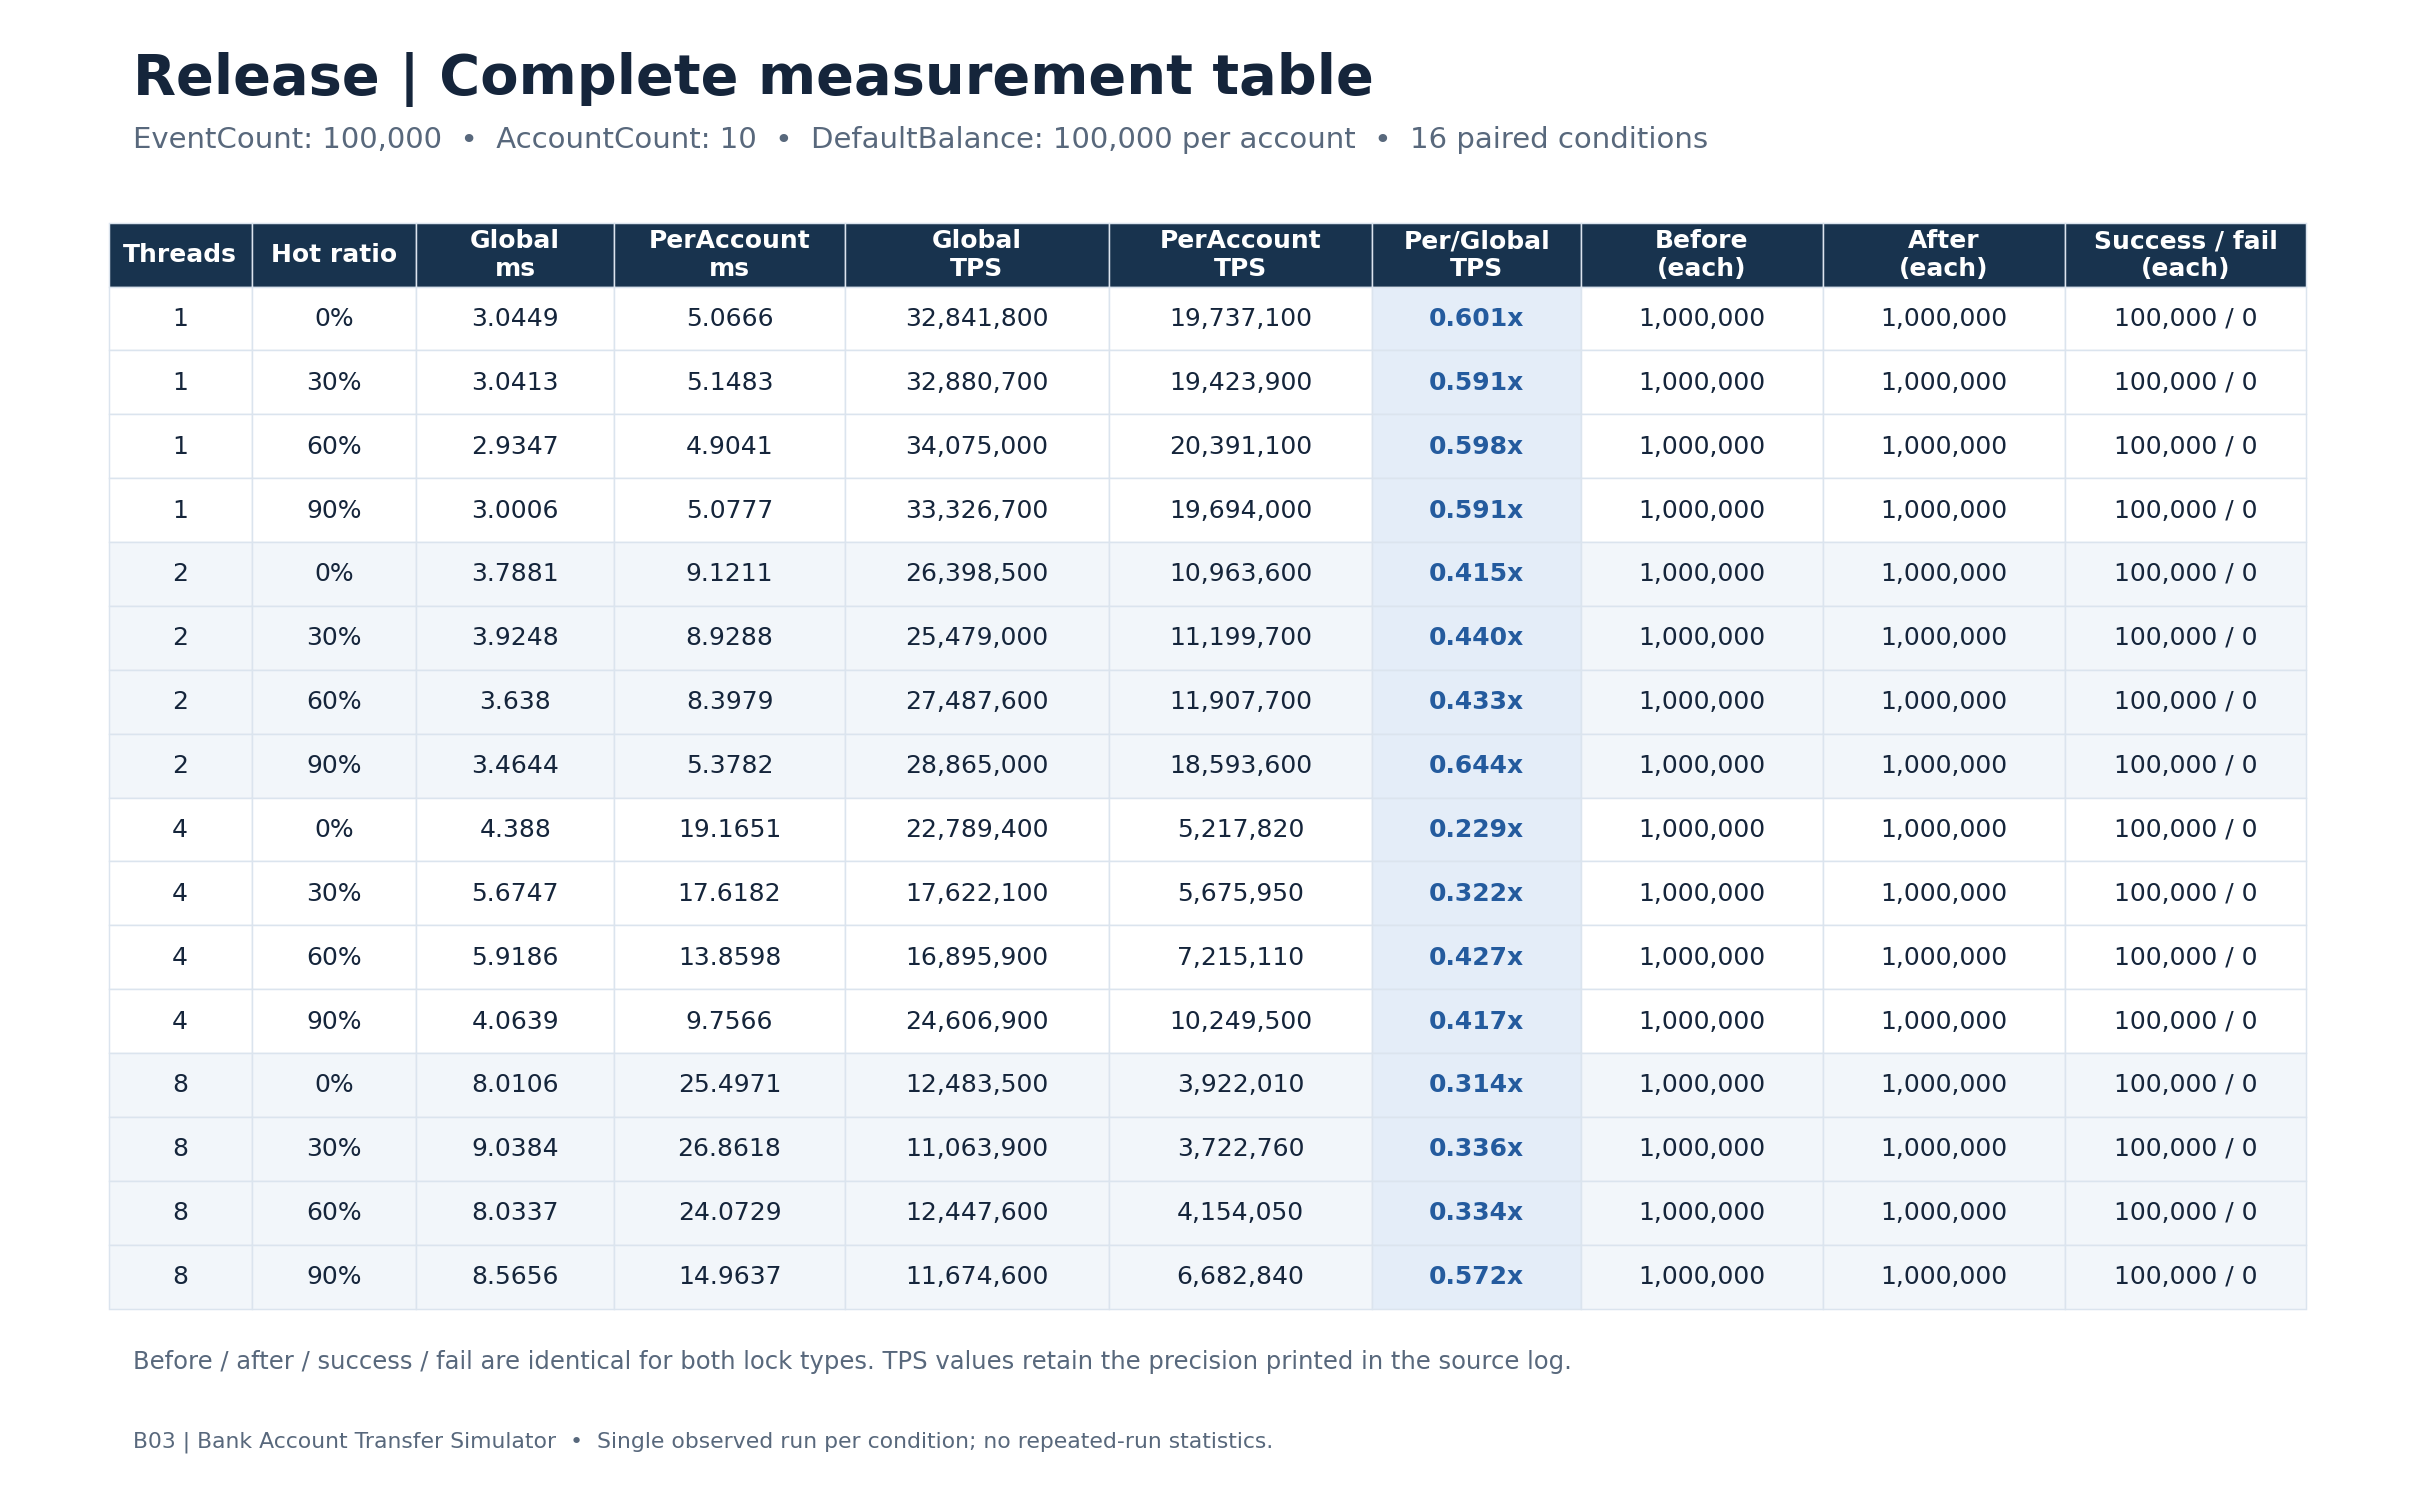 Release | Complete measurement table
EventCount: 100,000 • AccountCount: 10 • DefaultBalance: 100,000 per account • 16 paired conditions
Threads Hot ratio Global ms PerAccount ms Global TPS PerAccount TPS Per/Global TPS Before (each) After (each) Success / fail (each)
1 0% 3.0449 5.0666 32,841,800 19,737,100 0.601x 1,000,000 1,000,000 100,000 / 0
1 30% 3.0413 5.1483 32,880,700 19,423,900 0.591x 1,000,000 1,000,000 100,000 / 0
1 60% 2.9347 4.9041 34,075,000 20,391,100 0.598x 1,000,000 1,000,000 100,000 / 0
1 90% 3.0006 5.0777 33,326,700 19,694,000 0.591x 1,000,000 1,000,000 100,000 / 0
2 0% 3.7881 9.1211 26,398,500 10,963,600 0.415x 1,000,000 1,000,000 100,000 / 0
2 30% 3.9248 8.9288 25,479,000 11,199,700 0.440x 1,000,000 1,000,000 100,000 / 0
2 60% 3.638 8.3979 27,487,600 11,907,700 0.433x 1,000,000 1,000,000 100,000 / 0
2 90% 3.4644 5.3782 28,865,000 18,593,600 0.644x 1,000,000 1,000,000 100,000 / 0
4 0% 4.388 19.1651 22,789,400 5,217,820 0.229x 1,000,000 1,000,000 100,000 / 0
4 30% 5.6747 17.6182 17,622,100 5,675,950 0.322x 1,000,000 1,000,000 100,000 / 0
4 60% 5.9186 13.8598 16,895,900 7,215,110 0.427x 1,000,000 1,000,000 100,000 / 0
4 90% 4.0639 9.7566 24,606,900 10,249,500 0.417x 1,000,000 1,000,000 100,000 / 0
8 0% 8.0106 25.4971 12,483,500 3,922,010 0.314x 1,000,000 1,000,000 100,000 / 0
8 30% 9.0384 26.8618 11,063,900 3,722,760 0.336x 1,000,000 1,000,000 100,000 / 0
8 60% 8.0337 24.0729 12,447,600 4,154,050 0.334x 1,000,000 1,000,000 100,000 / 0
8 90% 8.5656 14.9637 11,674,600 6,682,840 0.572x 1,000,000 1,000,000 100,000 / 0
Before / after / success / fail are identical for both lock types. TPS values retain the precision printed in the source log.
B03 | Bank Account Transfer Simulator • Single observed run per condition; no repeated-run statistics.